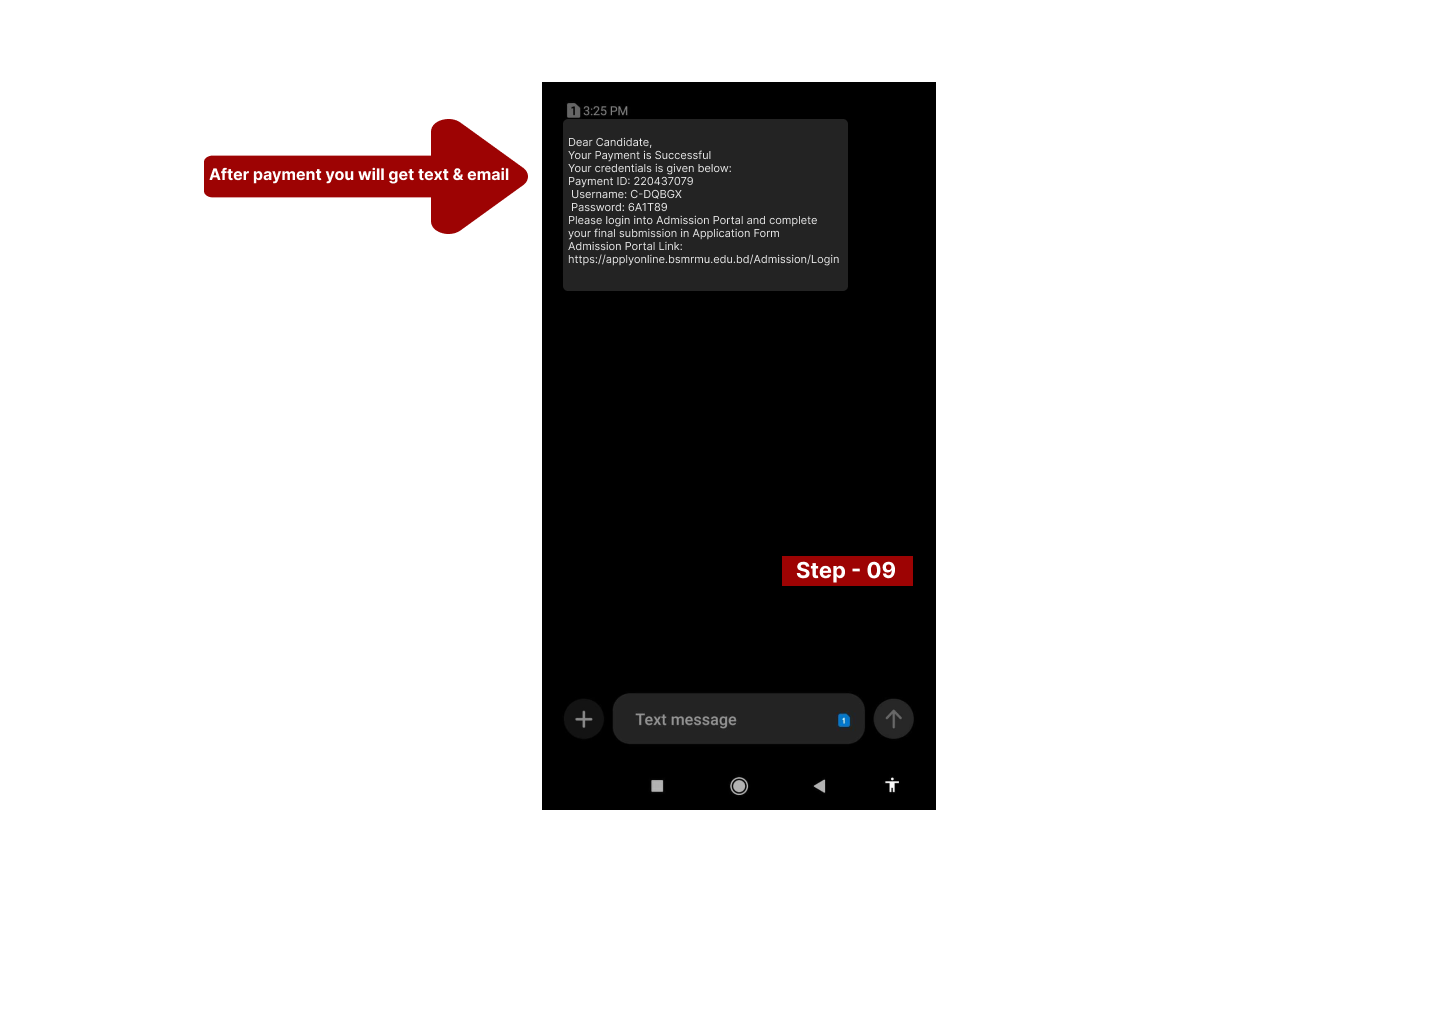 1 3:25 PM
Dear Candidate,
Your Payment is Successful
Your credentials is given below:
Payment ID: 220437079
Username: C-DQBGX
Password: 6A1T89
Please login into Admission Portal and complete
your final submission in Application Form
Admission Portal Link:
https://applyonline.bsmrmu.edu.bd/Admission/Login
After payment you will get text & email
Step - 09
Text message 1